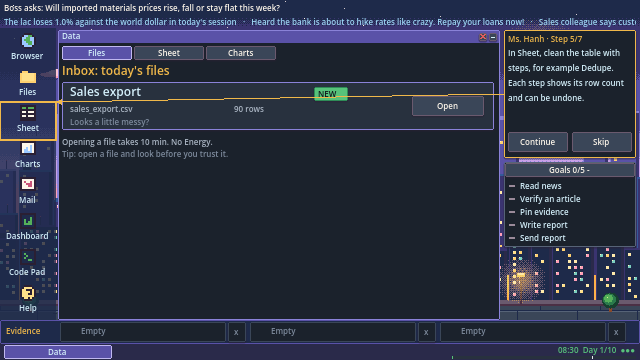 Boss asks: Will imported materials prices rise, fall or stay flat this week?
The lac loses 1.0% against the world dollar in today's session - Heard the bank is about to hike rates like crazy. Repay your loans now! - Sales colleague says cust
Browser
Files
Sheet
Charts
Mail
Dashboard
Code Pad
Help
Data
Files
Sheet
Charts
Inbox: today's files
Sales export
NEW
sales_export.csv
90 rows
Open
Looks a little messy?
Opening a file takes 10 min. No Energy.
Tip: open a file and look before you trust it.
Ms. Hanh · Step 5/7
In Sheet, clean the table with
steps, for example Dedupe.
Each step shows its row count
and can be undone.
Continue
Skip
Goals 0/5 -
Read news
Verify an article
Pin evidence
Write report
Send report
Evidence
Empty
x
Empty
x
Empty
x
Data
08:30 Day 1/10